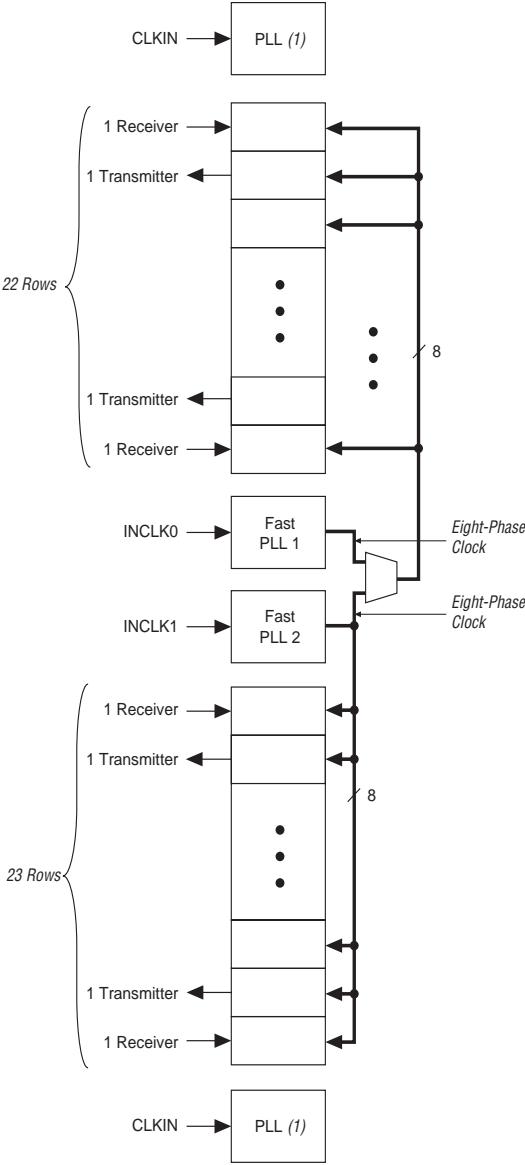 CLKIN
PLL (1)
1 Receiver
1 Transmitter
22 Rows
8
1 Transmitter
1 Receiver
INCLK0
Fast
PLL 1
Eight-Phase
Clock
INCLK1
Fast
PLL 2
Eight-Phase
Clock
1 Receiver
1 Transmitter
8
23 Rows
1 Transmitter
1 Receiver
CLKIN
PLL (1)